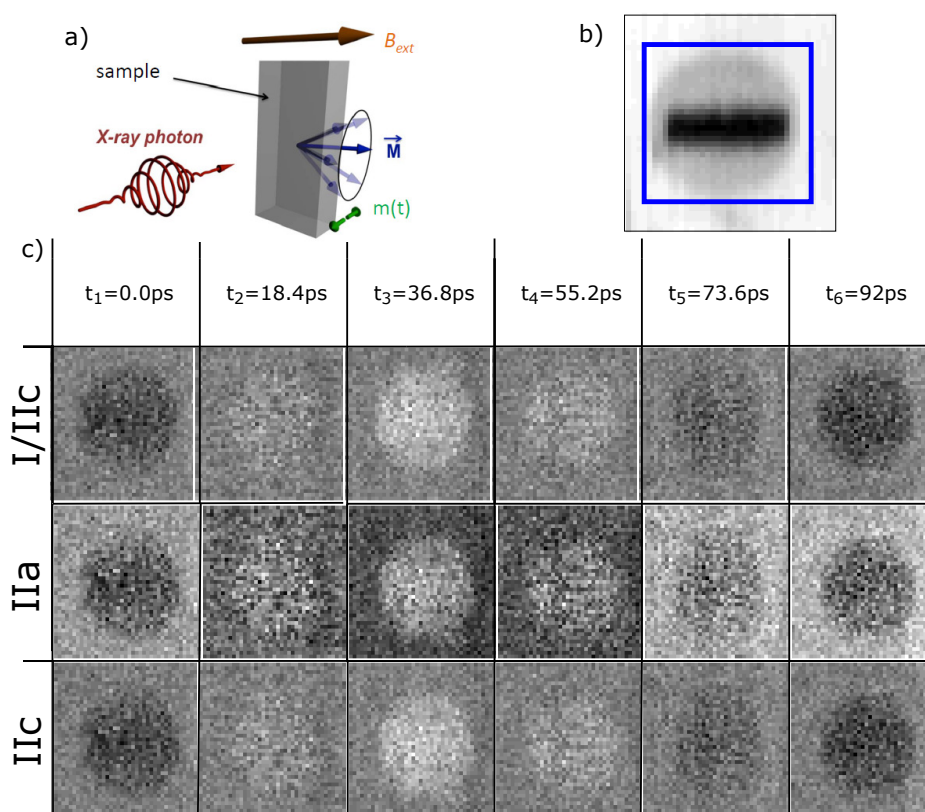 a)
B_ext
sample
X-ray photon
M
m(t)
b)
c)
t₁=0.0ps t₂=18.4ps t₃=36.8ps t₄=55.2ps t₅=73.6ps t₆=92ps
I/IIc
IIa
IIc